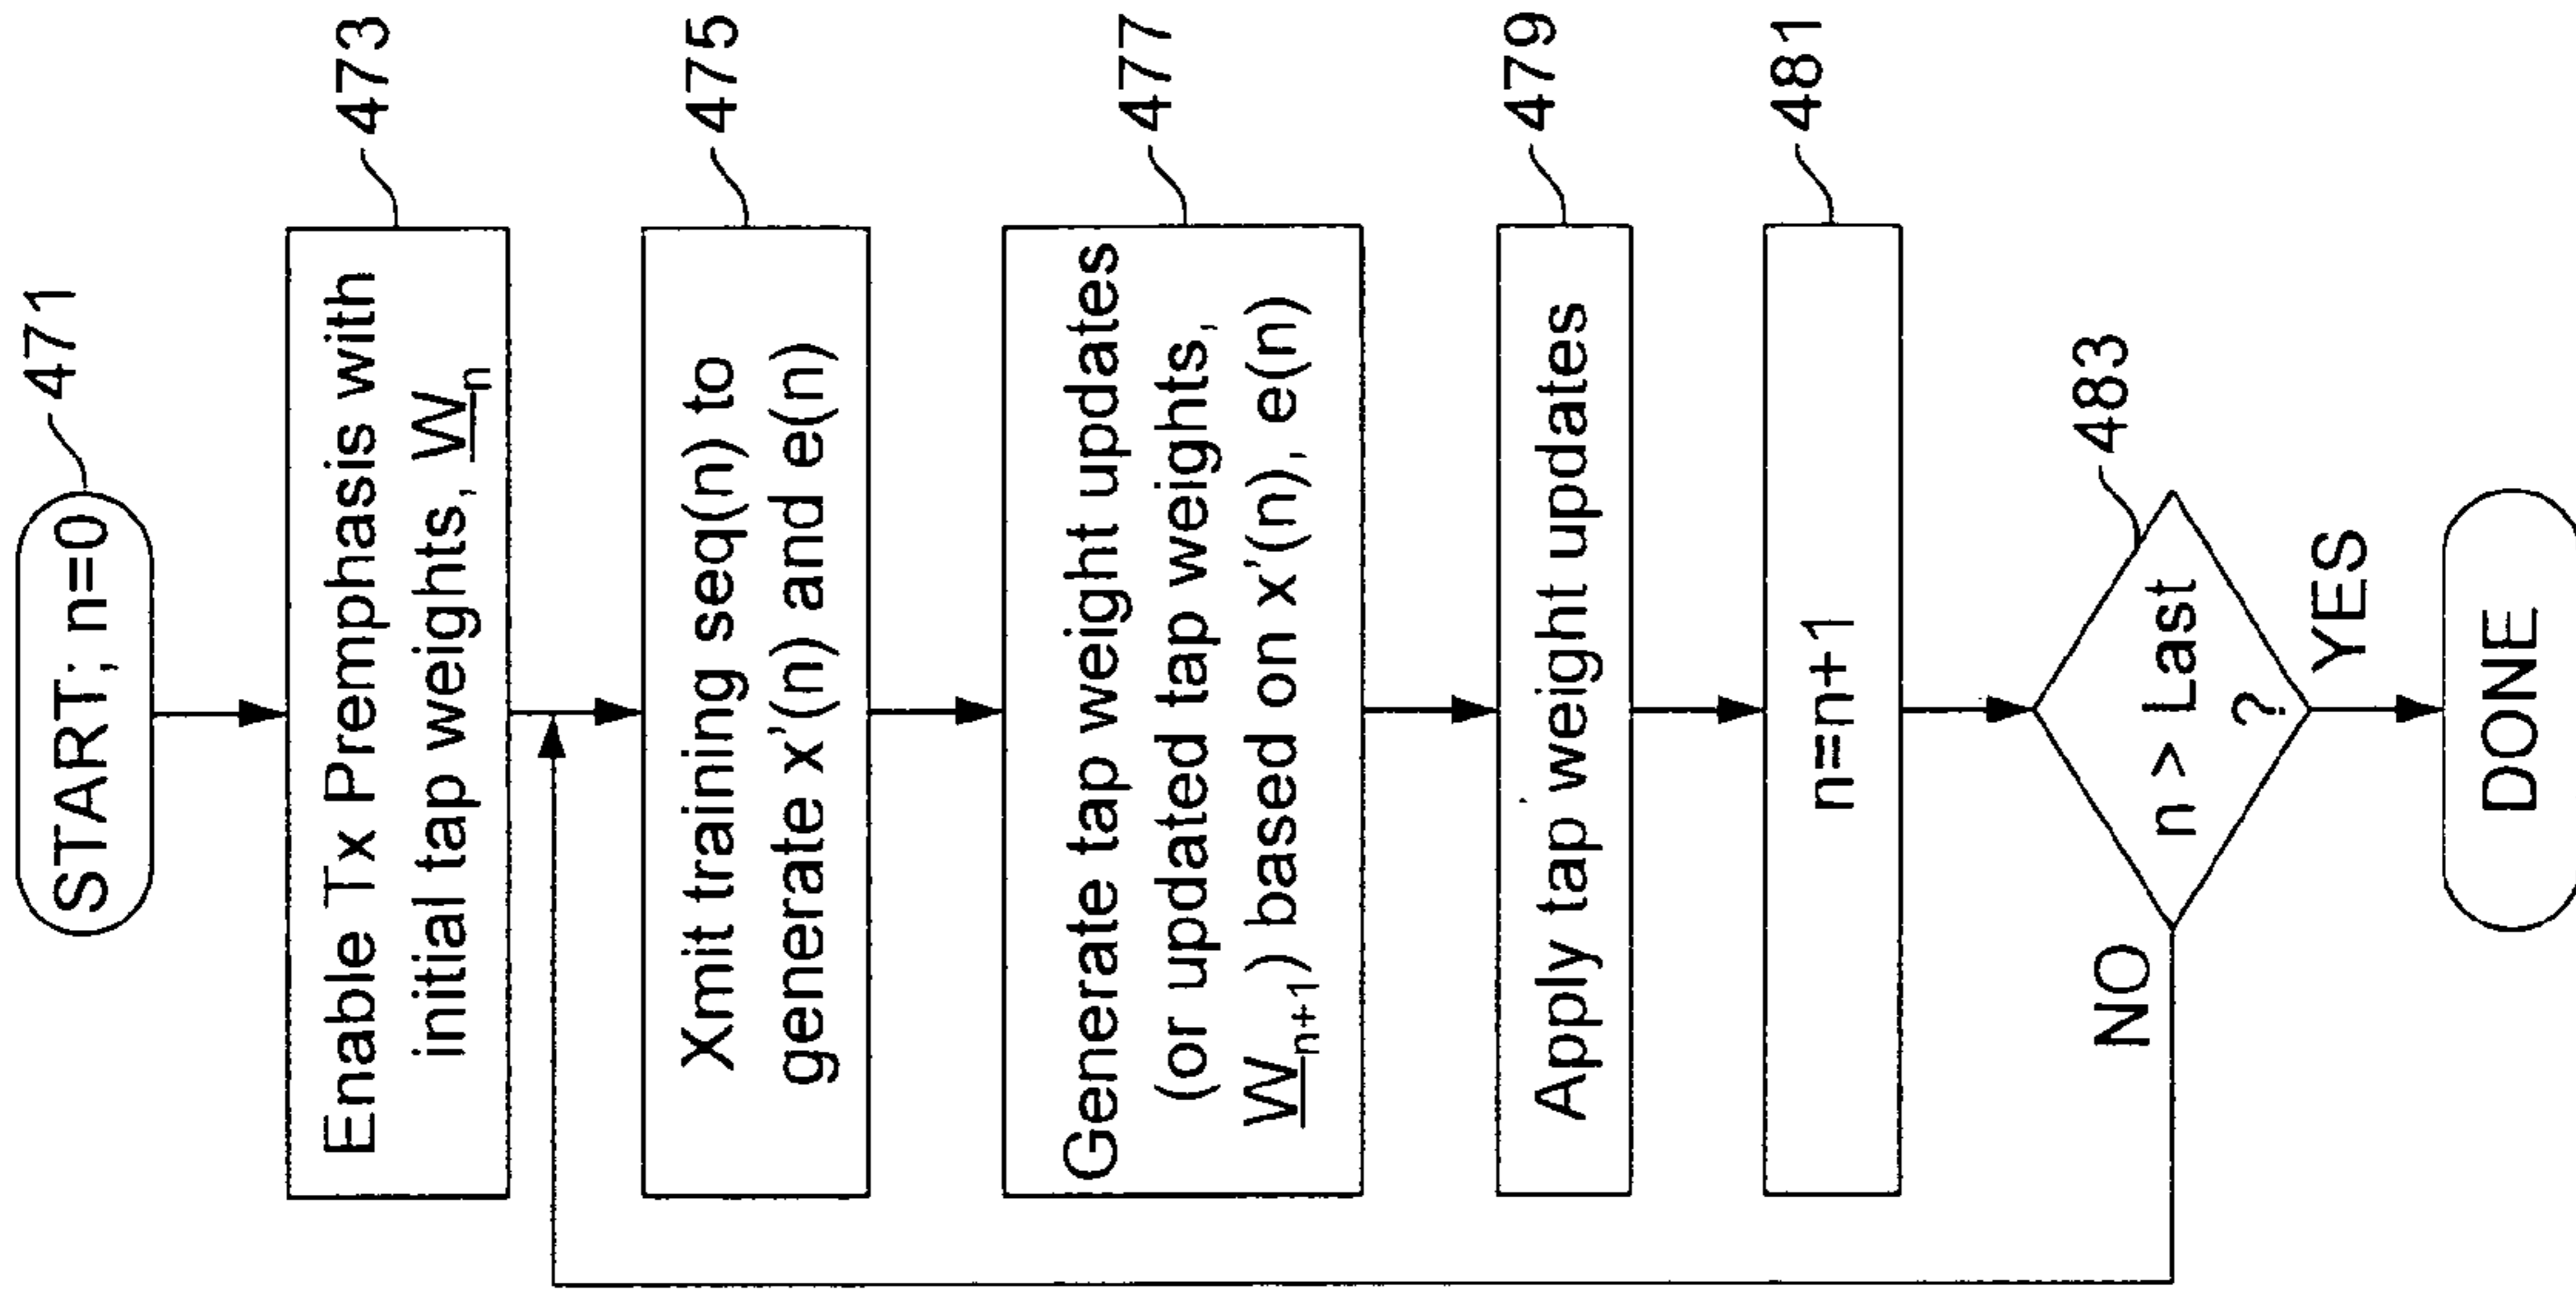 START; n=0
471
Enable Tx Premphasis with
initial tap weights, W̲n
473
Xmit training seq(n) to
generate x'(n) and e(n)
475
Generate tap weight updates
(or updated tap weights,
W̲n+1) based on x'(n), e(n)
477
Apply tap weight updates
479
n=n+1
481
n > Last
?
483
NO
YES
DONE